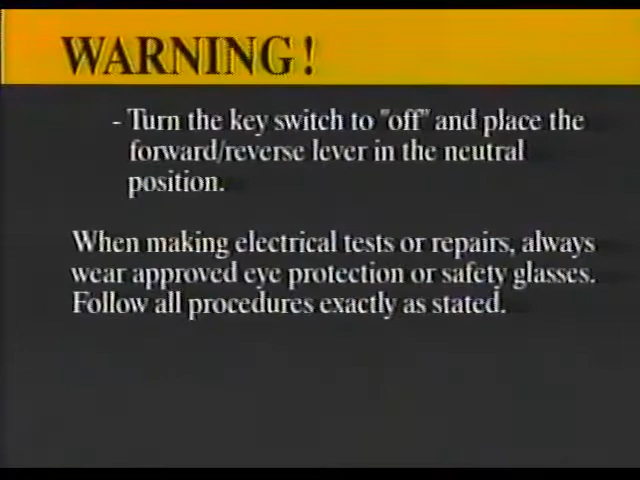 WARNING!
- Turn the key switch to "off" and place the
forward/reverse lever in the neutral
position.
When making electrical tests or repairs, always
wear approved eye protection or safety glasses.
Follow all procedures exactly as stated.